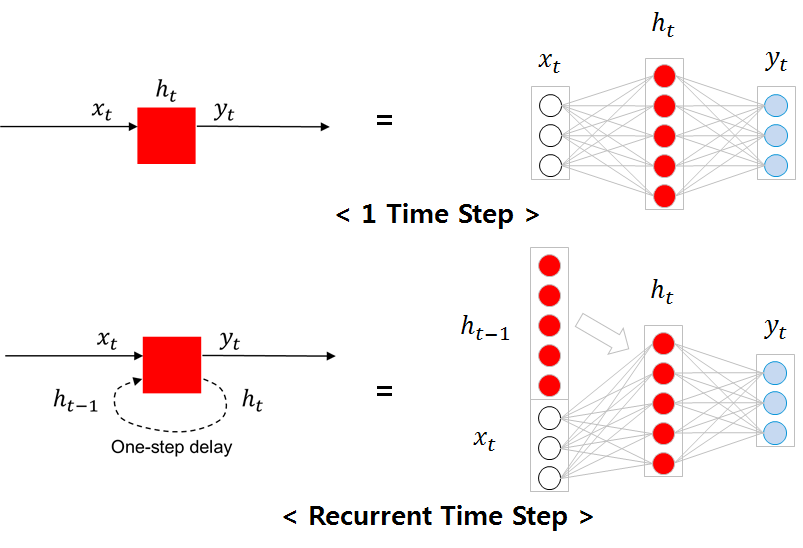 h_t
x_t
y_t
=
x_t
h_t
y_t
< 1 Time Step >
x_t
y_t
h_{t-1}
h_t
One-step delay
=
h_{t-1}
x_t
h_t
y_t
< Recurrent Time Step >